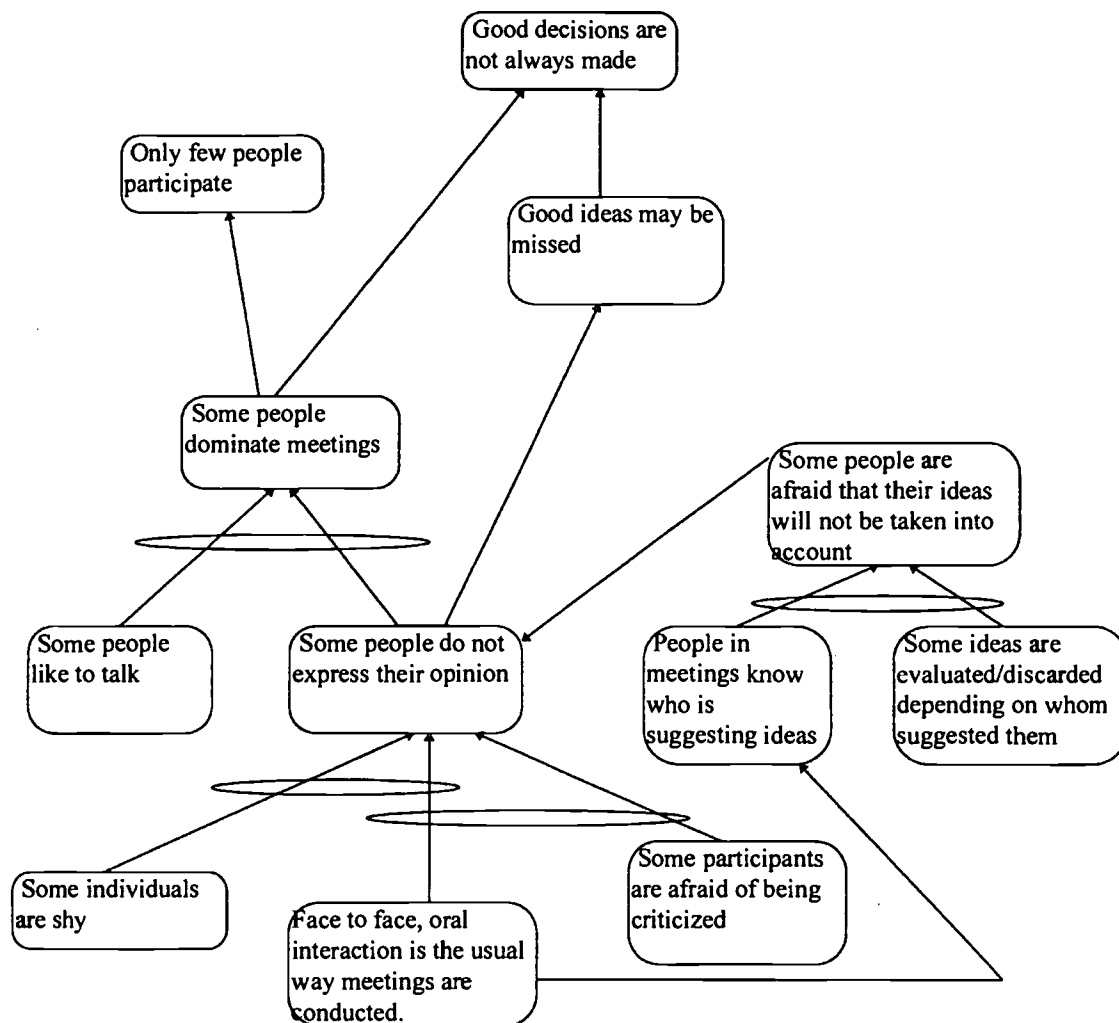 Good decisions are
not always made
Only few people
participate
Good ideas may be
missed
Some people
dominate meetings
Some people are
afraid that their ideas
will not be taken into
account
Some people
like to talk
Some people do not
express their opinion
People in
meetings know
who is
suggesting ideas
Some ideas are
evaluated/discarded
depending on whom
suggested them
Some individuals
are shy
Face to face, oral
interaction is the usual
way meetings are
conducted.
Some participants
are afraid of being
criticized